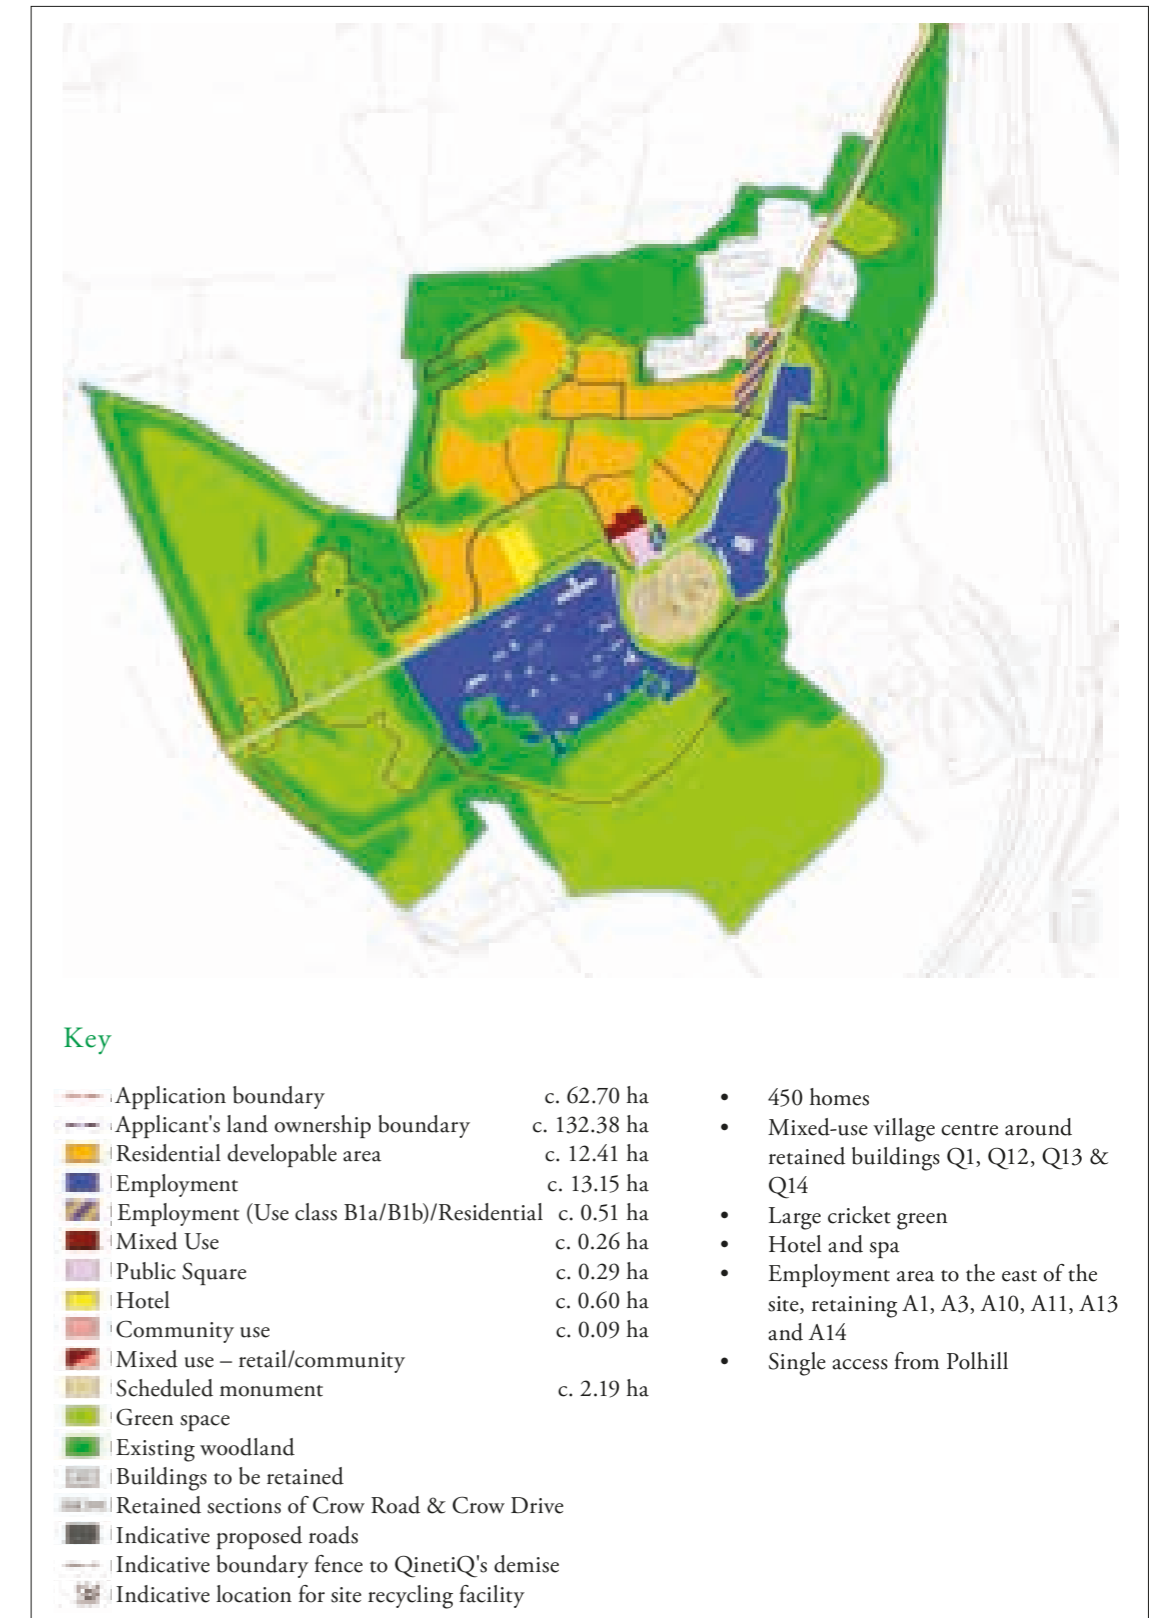 Key
Application boundary c. 62.70 ha
Applicant's land ownership boundary c. 132.38 ha
Residential developable area c. 12.41 ha
Employment c. 13.15 ha
Employment (Use class B1a/B1b)/Residential c. 0.51 ha
Mixed Use c. 0.26 ha
Public Square c. 0.29 ha
Hotel c. 0.60 ha
Community use c. 0.09 ha
Mixed use – retail/community
Scheduled monument c. 2.19 ha
Green space
Existing woodland
Buildings to be retained
Retained sections of Crow Road & Crow Drive
Indicative proposed roads
Indicative boundary fence to QinetiQ's demise
Indicative location for site recycling facility
• 450 homes
• Mixed-use village centre around
retained buildings Q1, Q12, Q13 &
Q14
• Large cricket green
• Hotel and spa
• Employment area to the east of the
site, retaining A1, A3, A10, A11, A13
and A14
• Single access from Polhill